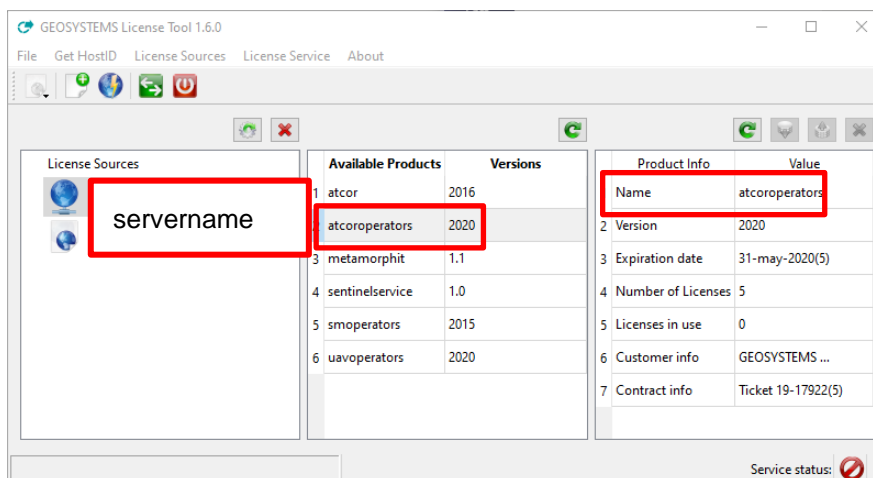 GEOSYSTEMS License Tool 1.6.0
File Get HostID License Sources License Service About
License Sources
servername
Available Products Versions
1 atcor 2016
2 atcoroperators 2020
3 metamorphit 1.1
4 sentinelservice 1.0
5 smoperators 2015
6 uavoperators 2020
Product Info Value
Name atcoroperators
2 Version 2020
3 Expiration date 31-may-2020(5)
4 Number of Licenses 5
5 Licenses in use 0
6 Customer info GEOSYSTEMS ...
7 Contract info Ticket 19-17922(5)
Service status: